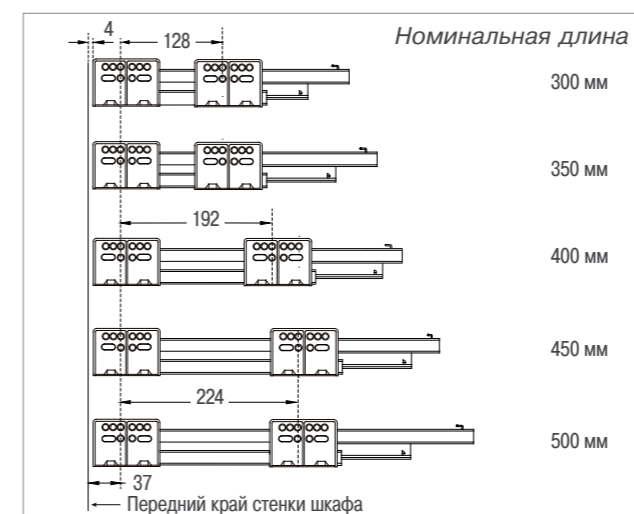 4
128
Номинальная длина
300 мм
350 мм
192
400 мм
450 мм
224
500 мм
37
Передний край стенки шкафа